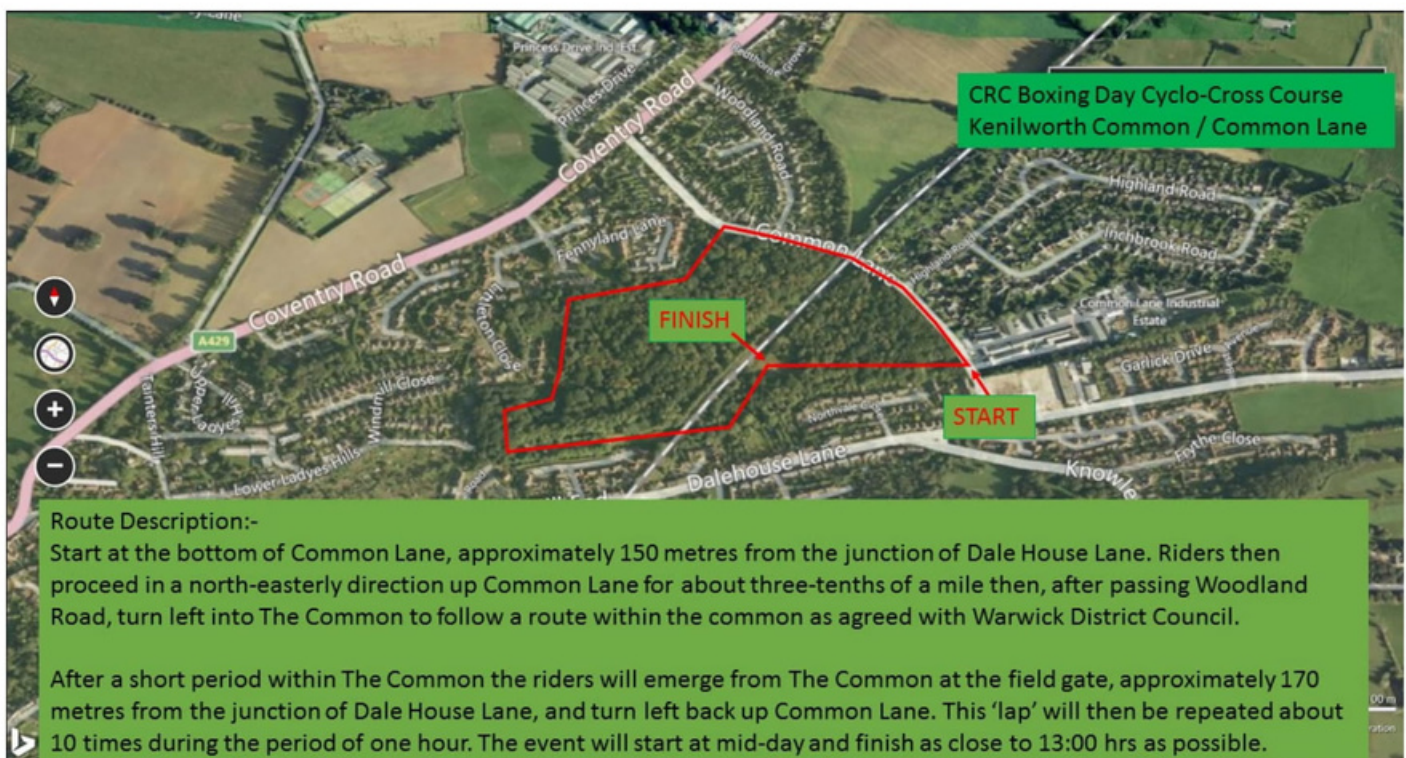 Princess Drive Ind Est
Princes Drive
Redthorne Grove
Woodland Road
Coventry Road
CRC Boxing Day Cyclo-Cross Course
Kenilworth Common / Common Lane
Highland Road
Inchbrook Road
Highland Road
Fennyland Lane
Common Lane
Coventry Road
A429
Common Lane Industrial
Estate
FINISH
START
Garlick Drive
Windmill Close
Tainters Hill
Lower Ladyes Hills
Dalehouse Lane
Frythe Close
Knowle
Route Description:-
Start at the bottom of Common Lane, approximately 150 metres from the junction of Dale House Lane. Riders then
proceed in a north-easterly direction up Common Lane for about three-tenths of a mile then, after passing Woodland
Road, turn left into The Common to follow a route within the common as agreed with Warwick District Council.
After a short period within The Common the riders will emerge from The Common at the field gate, approximately 170
metres from the junction of Dale House Lane, and turn left back up Common Lane. This ‘lap’ will then be repeated about
10 times during the period of one hour. The event will start at mid-day and finish as close to 13:00 hrs as possible.